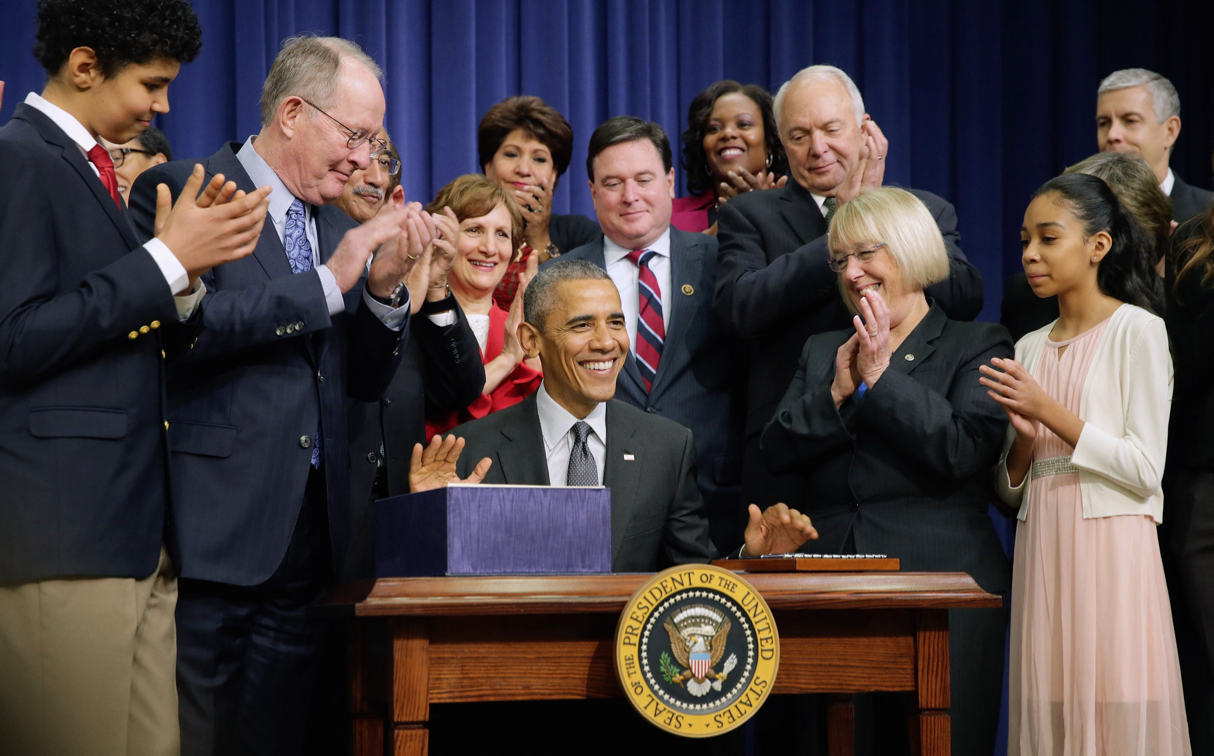 SEAL OF THE PRESIDENT OF THE UNITED STATES